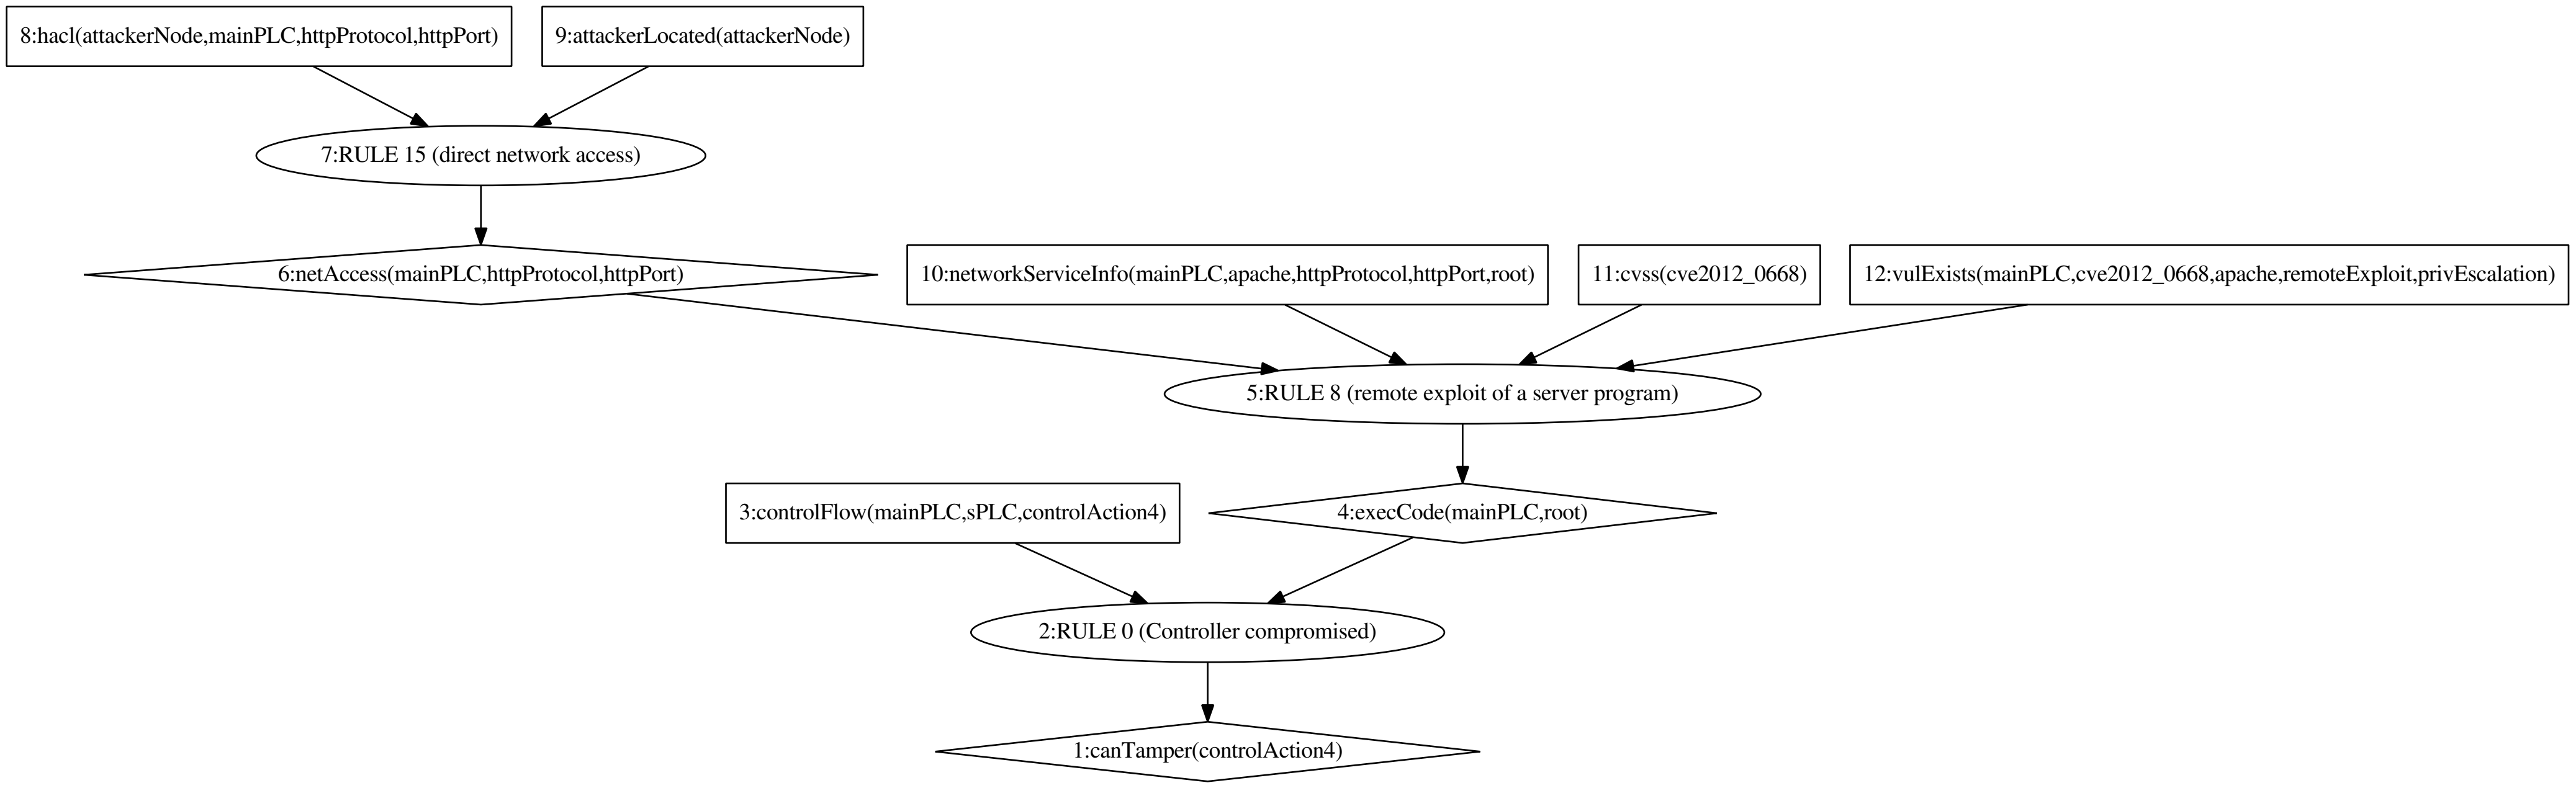 8:hacl(attackerNode,mainPLC,httpProtocol,httpPort)
9:attackerLocated(attackerNode)
7:RULE 15 (direct network access)
6:netAccess(mainPLC,httpProtocol,httpPort)
10:networkServiceInfo(mainPLC,apache,httpProtocol,httpPort,root)
11:cvss(cve2012_0668)
12:vulExists(mainPLC,cve2012_0668,apache,remoteExploit,privEscalation)
5:RULE 8 (remote exploit of a server program)
3:controlFlow(mainPLC,sPLC,controlAction4)
4:execCode(mainPLC,root)
2:RULE 0 (Controller compromised)
1:canTamper(controlAction4)